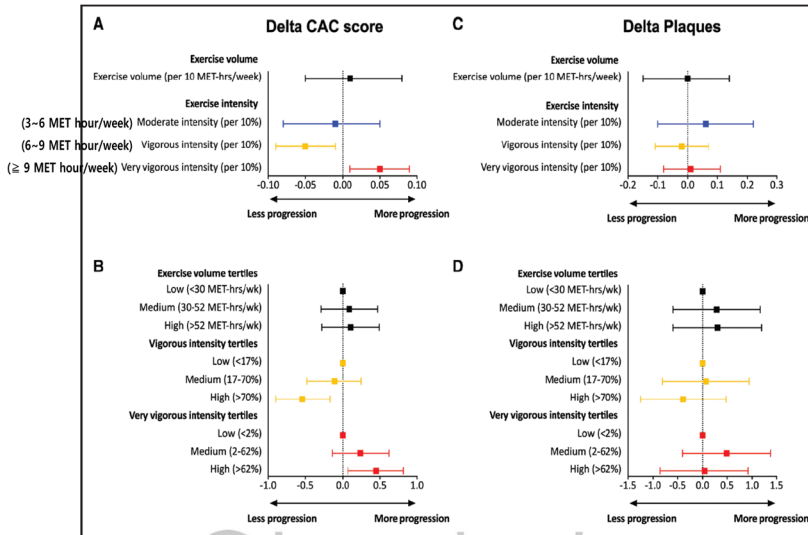 A
Delta CAC score
Exercise volume
Exercise volume (per 10 MET-hrs/week)
Exercise intensity
(3~6 MET hour/week) Moderate intensity (per 10%)
(6~9 MET hour/week) Vigorous intensity (per 10%)
(≧ 9 MET hour/week) Very vigorous intensity (per 10%)
-0.10 -0.05 0.00 0.05 0.10
Less progression More progression
C
Delta Plaques
Exercise volume
Exercise volume (per 10 MET-hrs/week)
Exercise intensity
Moderate intensity (per 10%)
Vigorous intensity (per 10%)
Very vigorous intensity (per 10%)
-0.2 -0.1 0.0 0.1 0.2 0.3
Less progression More progression
B
Exercise volume tertiles
Low (<30 MET-hrs/wk)
Medium (30-52 MET-hrs/wk)
High (>52 MET-hrs/wk)
Vigorous intensity tertiles
Low (<17%)
Medium (17-70%)
High (>70%)
Very vigorous intensity tertiles
Low (<2%)
Medium (2-62%)
High (>62%)
-1.0 -0.5 0.0 0.5 1.0
Less progression More progression
D
Exercise volume tertiles
Low (<30 MET-hrs/wk)
Medium (30-52 MET-hrs/wk)
High (>52 MET-hrs/wk)
Vigorous intensity tertiles
Low (<17%)
Medium (17-70%)
High (>70%)
Very vigorous intensity tertiles
Low (<2%)
Medium (2-62%)
High (>62%)
-1.5 -1.0 -0.5 0.0 0.5 1.0 1.5
Less progression More progression